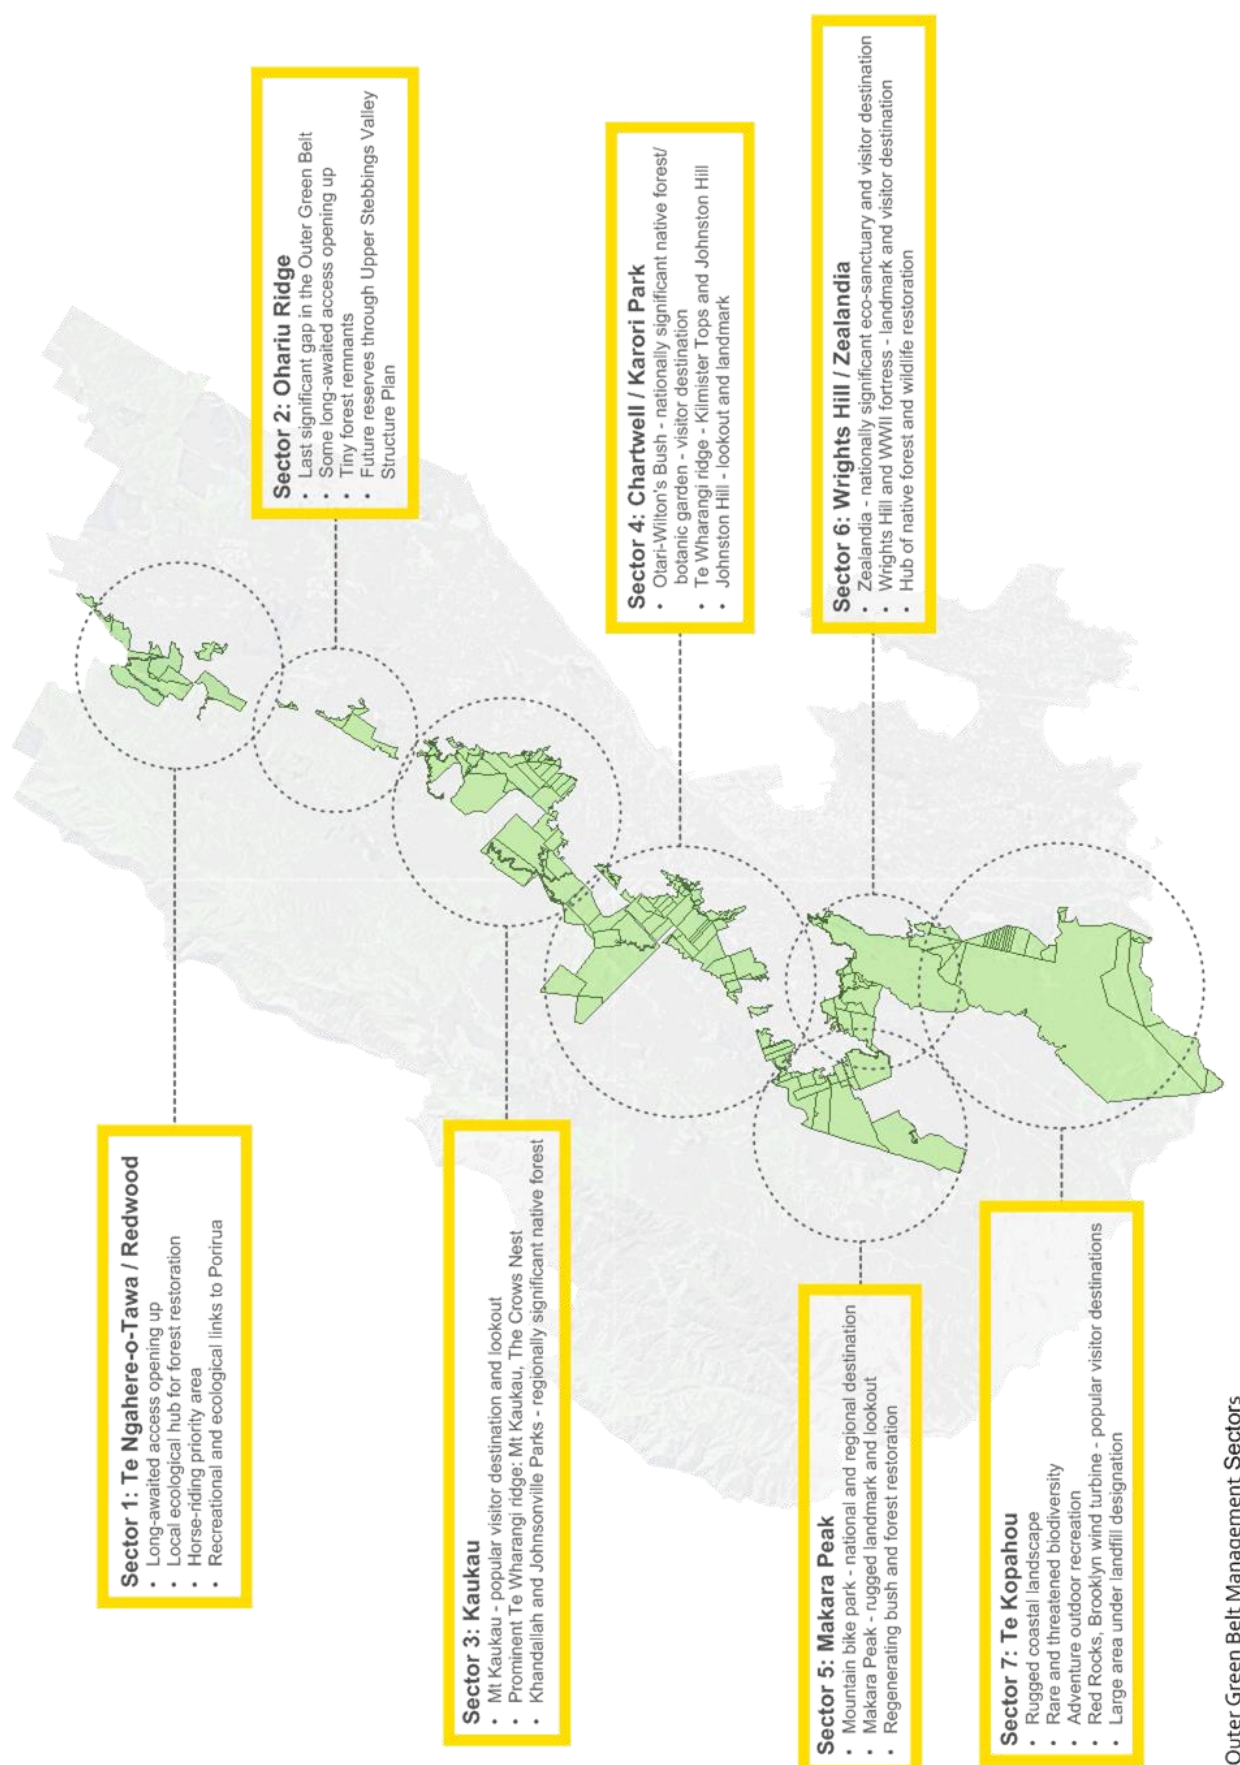 Sector 1: Te Ngahere-o-Tawa / Redwood
• Long-awaited access opening up
• Local ecological hub for forest restoration
• Horse-riding priority area
• Recreational and ecological links to Porirua
Sector 2: Ohariu Ridge
• Last significant gap in the Outer Green Belt
• Some long-awaited access opening up
• Tiny forest remnants
• Future reserves through Upper Stebbings Valley
Structure Plan
Sector 3: Kaukau
• Mt Kaukau - popular visitor destination and lookout
• Prominent Te Wharangi ridge: Mt Kaukau, The Crows Nest
• Khandallah and Johnsonville Parks - regionally significant native forest
Sector 4: Chartwell / Karori Park
• Otari-Wilton's Bush - nationally significant native forest/
botanic garden - visitor destination
• Te Wharangi ridge - Kilmister Tops and Johnston Hill
• Johnston Hill - lookout and landmark
Sector 5: Makara Peak
• Mountain bike park - national and regional destination
• Makara Peak - rugged landmark and lookout
• Regenerating bush and forest restoration
Sector 6: Wrights Hill / Zealandia
• Zealandia - nationally significant eco-sanctuary and visitor destination
• Wrights Hill and WWII fortress - landmark and visitor destination
• Hub of native forest and wildlife restoration
Sector 7: Te Kopahou
• Rugged coastal landscape
• Rare and threatened biodiversity
• Adventure outdoor recreation
• Red Rocks, Brooklyn wind turbine - popular visitor destinations
• Large area under landfill designation
Outer Green Belt Management Sectors